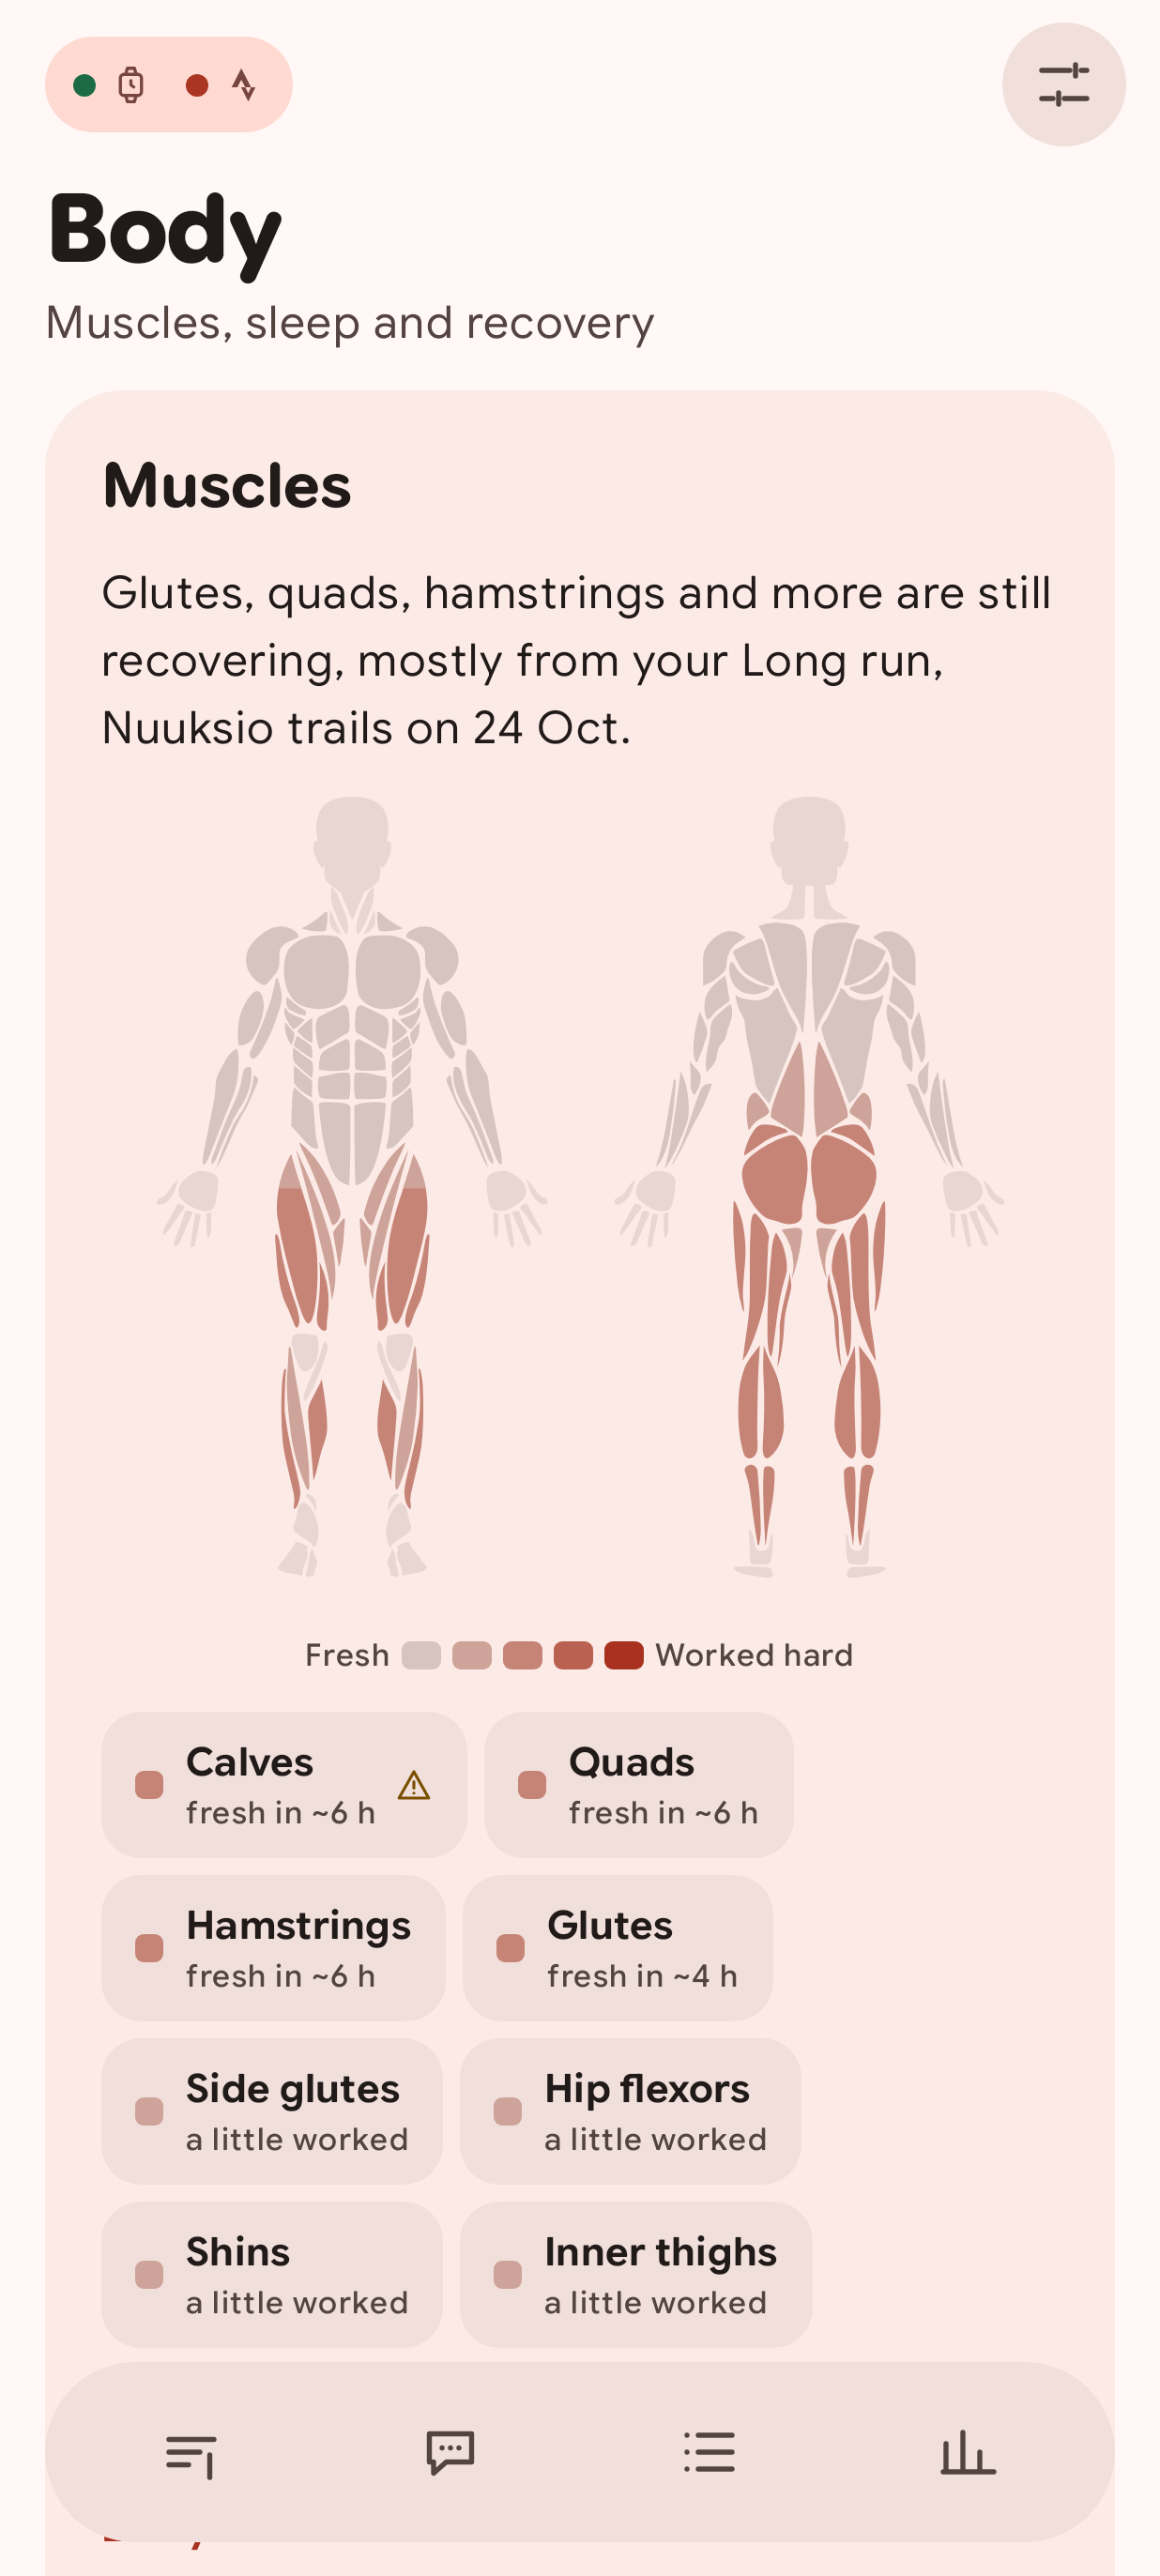 Body
Muscles, sleep and recovery
Muscles
Glutes, quads, hamstrings and more are still
recovering, mostly from your Long run,
Nuuksio trails on 24 Oct.
Fresh
Worked hard
Calves
fresh in ~6 h
Quads
fresh in ~6 h
Hamstrings
fresh in ~6 h
Glutes
fresh in ~4 h
Side glutes
a little worked
Hip flexors
a little worked
Shins
a little worked
Inner thighs
a little worked